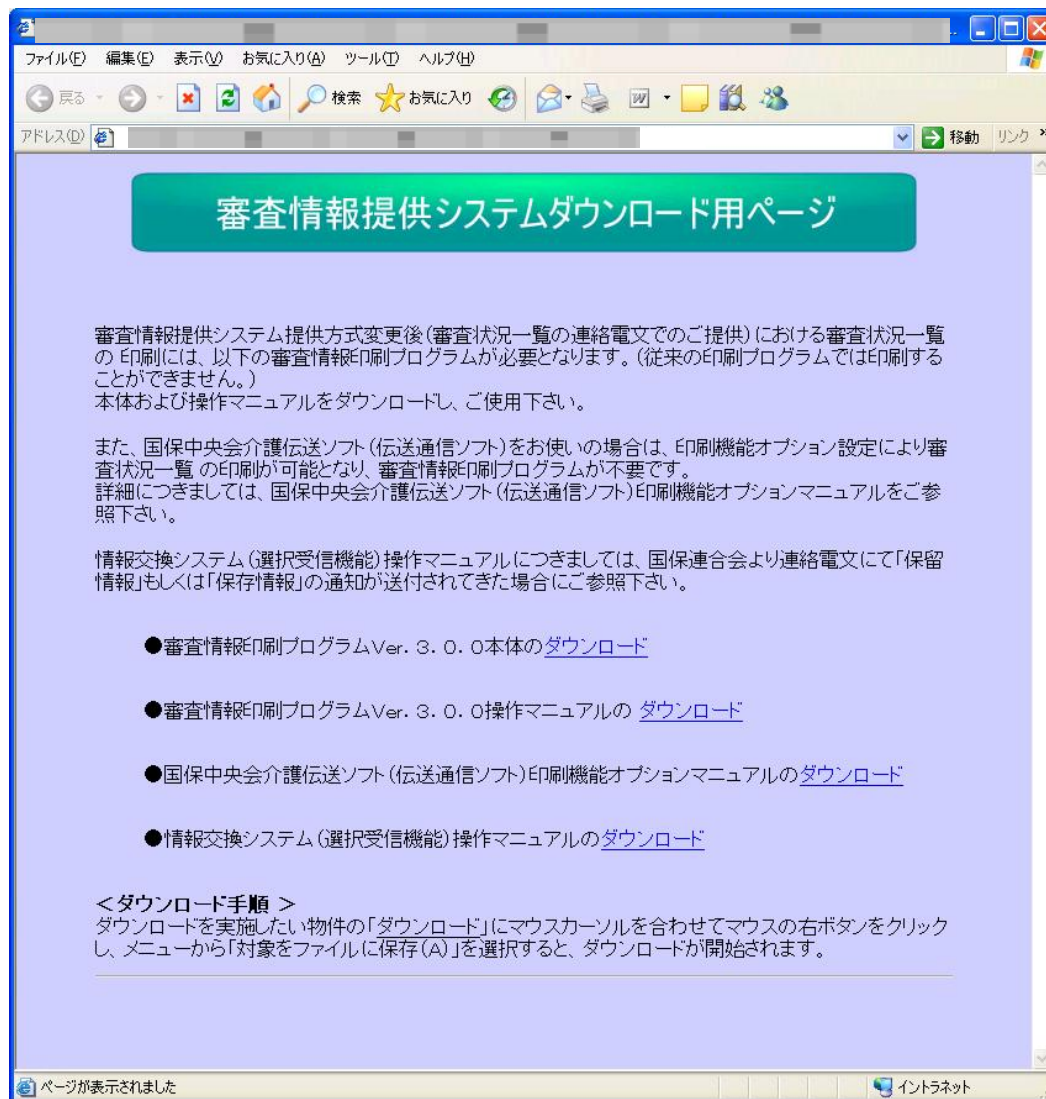 ファイル(F) 編集(E) 表示(V) お気に入り(A) ツール(T) ヘルプ(H)
戻る 検索 お気に入り
アドレス(D) 移動 リンク »
審査情報提供システムダウンロード用ページ
審査情報提供システム提供方式変更後(審査状況一覧の連絡電文でのご提供)における審査状況一覧
の 印刷には、以下の審査情報印刷プログラムが必要となります。(従来の印刷プログラムでは印刷する
ことができません。)
本体および操作マニュアルをダウンロードし、ご使用下さい。
また、国保中央会介護伝送ソフト(伝送通信ソフト)をお使いの場合は、印刷機能オプション設定により審
査状況一覧 の印刷が可能となり、審査情報印刷プログラムが不要です。
詳細につきましては、国保中央会介護伝送ソフト(伝送通信ソフト)印刷機能オプションマニュアルをご参
照下さい。
情報交換システム(選択受信機能)操作マニュアルにつきましては、国保連合会より連絡電文にて「保留
情報」もしくは「保存情報」の通知が送付されてきた場合にご参照下さい。
●審査情報印刷プログラムVer.3.0.0本体のダウンロード
●審査情報印刷プログラムVer.3.0.0操作マニュアルの ダウンロード
●国保中央会介護伝送ソフト(伝送通信ソフト)印刷機能オプションマニュアルのダウンロード
●情報交換システム(選択受信機能)操作マニュアルのダウンロード
<ダウンロード手順 >
ダウンロードを実施したい物件の「ダウンロード」にマウスカーソルを合わせてマウスの右ボタンをクリック
し、メニューから「対象をファイルに保存(A)」を選択すると、ダウンロードが開始されます。
ページが表示されました イントラネット